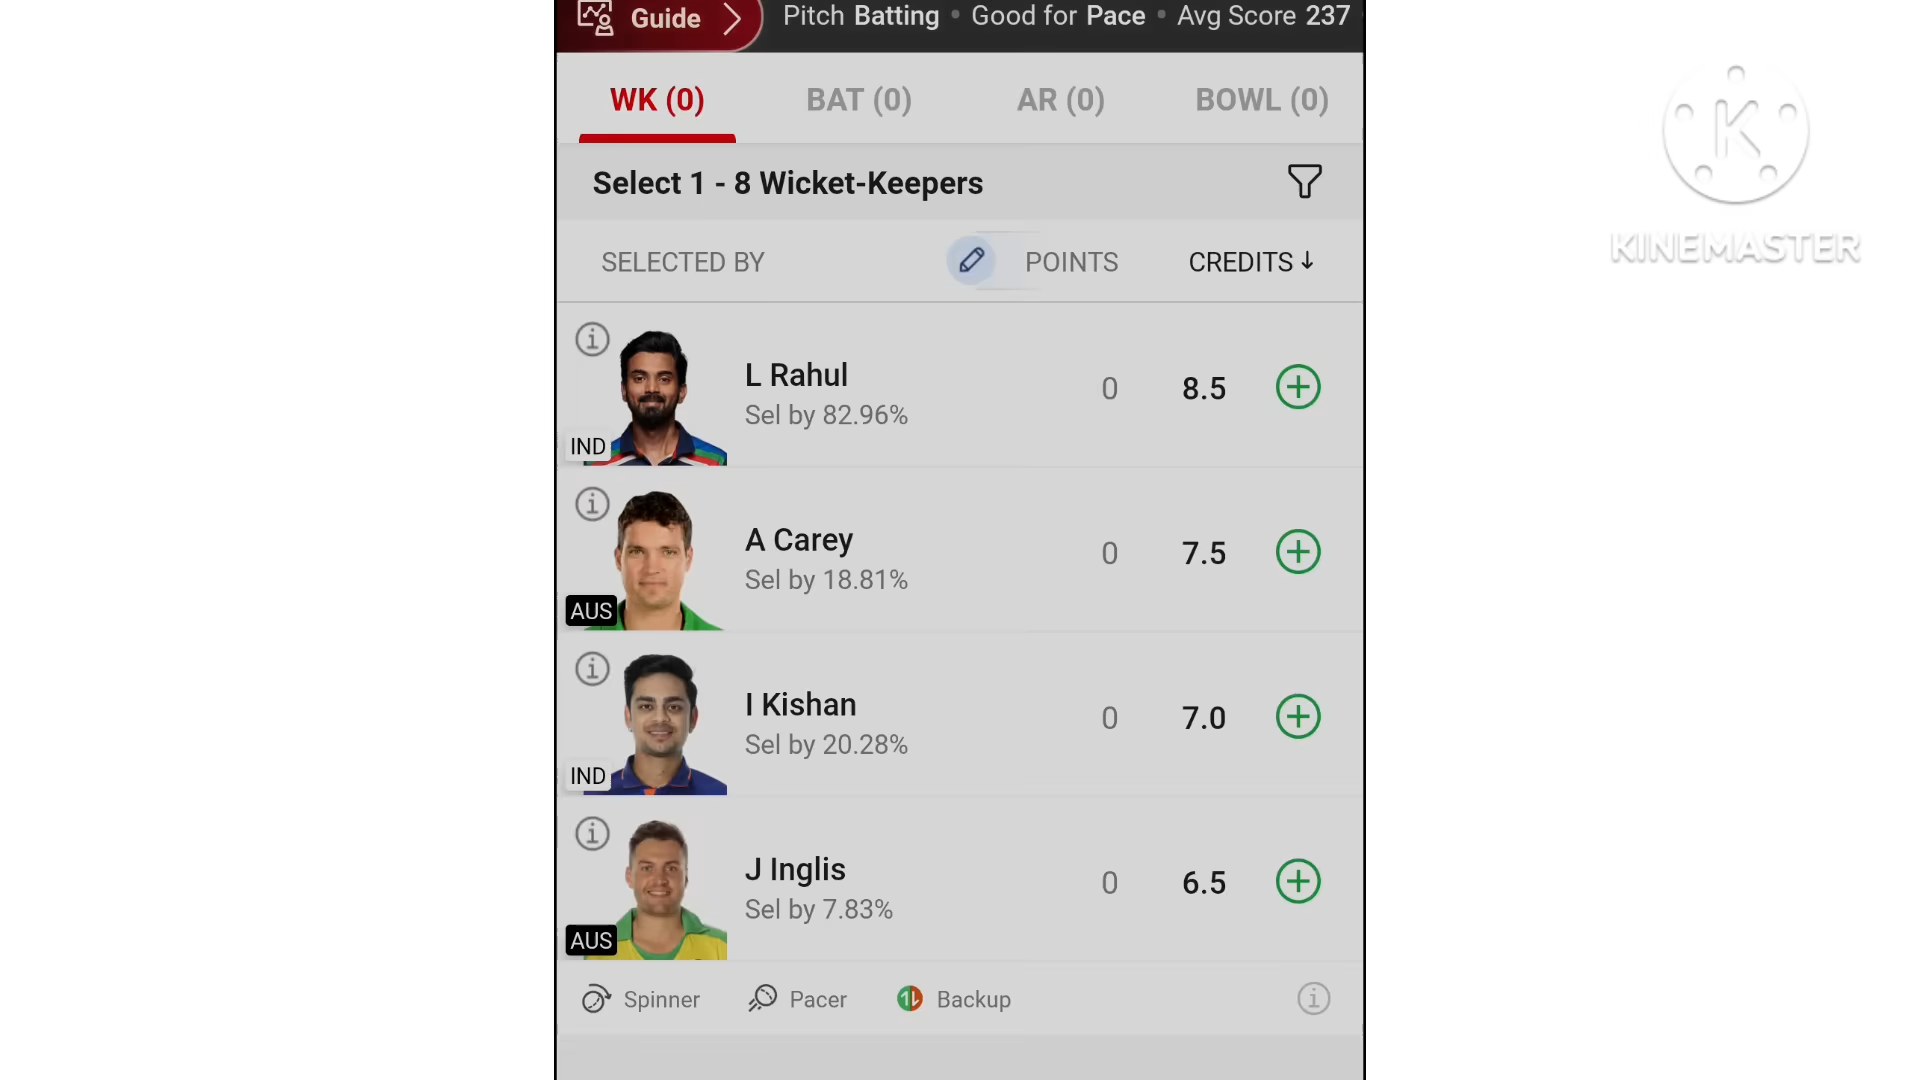 Guide
Pitch Batting • Good for Pace • Avg Score 237
WK (0) BAT (0) AR (0) BOWL (0)
Select 1 - 8 Wicket-Keepers
SELECTED BY POINTS CREDITS ↓
L Rahul
Sel by 82.96%
0 8.5
IND
A Carey
Sel by 18.81%
0 7.5
AUS
I Kishan
Sel by 20.28%
0 7.0
IND
J Inglis
Sel by 7.83%
0 6.5
AUS
Spinner Pacer Backup
K
KINEMASTER